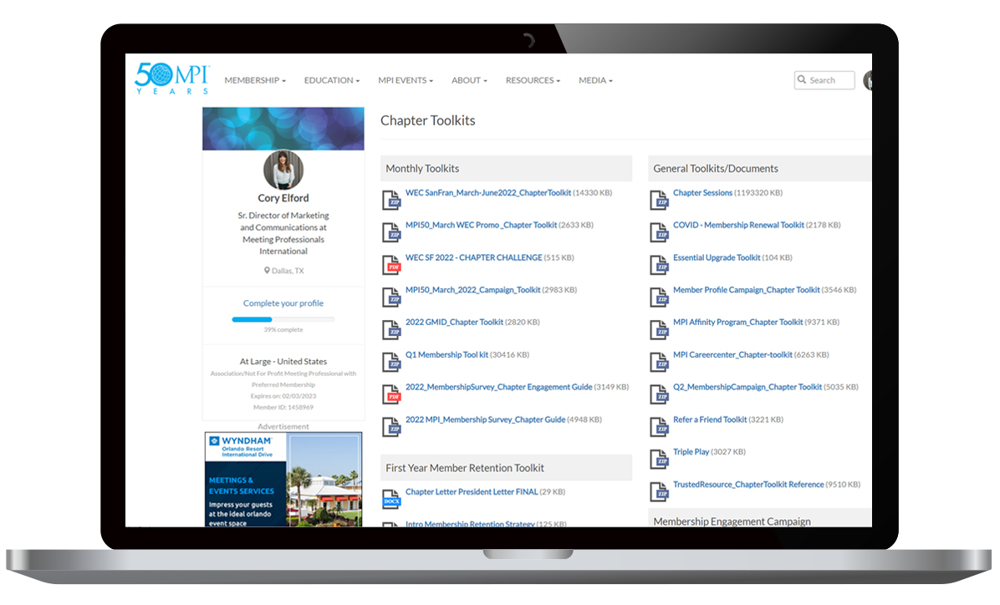 50 MPI
YEARS
MEMBERSHIP
EDUCATION
MPI EVENTS
ABOUT
RESOURCES
MEDIA
Search
Cory Elford
Sr. Director of Marketing
and Communications at
Meeting Professionals
International
Dallas, TX
Complete your profile
39% complete
At Large - United States
Association/Not For Profit Meeting Professional with
Preferred Membership
Expires on: 02/03/2023
Member ID: 1458969
Advertisement
WYNDHAM
Orlando Resort
International Drive
MEETINGS &
EVENTS SERVICES
Impress your guests
at the ideal orlando
event space
Chapter Toolkits
Monthly Toolkits
ZIP WEC SanFran_March-June2022_ChapterToolkit (14330 KB)
ZIP MPI50_March WEC Promo _Chapter Toolkit (2633 KB)
PDF WEC SF 2022 - CHAPTER CHALLENGE (515 KB)
ZIP MPI50_March_2022_Campaign_Toolkit (2983 KB)
ZIP 2022 GMID_Chapter Toolkit (2820 KB)
ZIP Q1 Membership Tool kit (30416 KB)
PDF 2022_MembershipSurvey_Chapter Engagement Guide (3149 KB)
ZIP 2022 MPI_Membership Survey_Chapter Guide (4948 KB)
First Year Member Retention Toolkit
DOCX Chapter Letter President Letter FINAL (29 KB)
Intro Membership Retention Strategy (125 KB)
General Toolkits/Documents
ZIP Chapter Sessions (1193320 KB)
ZIP COVID - Membership Renewal Toolkit (2178 KB)
ZIP Essential Upgrade Toolkit (104 KB)
ZIP Member Profile Campaign_Chapter Toolkit (3546 KB)
ZIP MPI Affinity Program_Chapter Toolkit (9371 KB)
ZIP MPI Careercenter_Chapter-toolkit (6263 KB)
ZIP Q2_MembershipCampaign_Chapter Toolkit (5035 KB)
ZIP Refer a Friend Toolkit (3221 KB)
ZIP Triple Play (3027 KB)
ZIP TrustedResource_ChapterToolkit Reference (9510 KB)
Membership Engagement Campaign